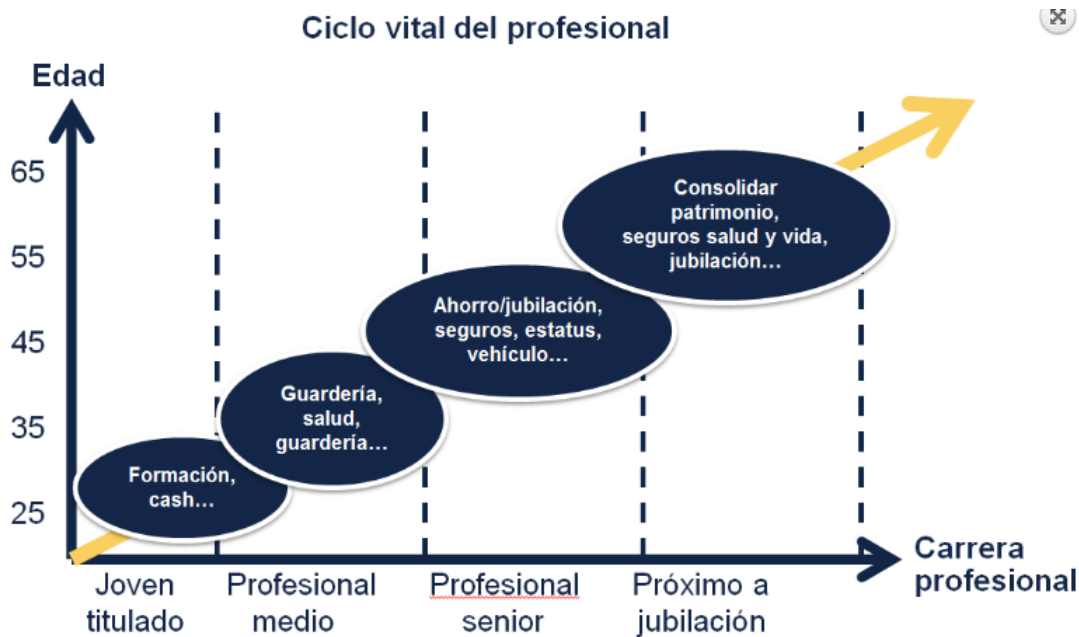 Ciclo vital del profesional
Edad
65
55
45
35
25
Consolidar
patrimonio,
seguros salud y vida,
jubilación...
Ahorro/jubilación,
seguros, estatus,
vehículo...
Guardería,
salud,
guardería...
Formación,
cash...
Joven
titulado
Profesional
medio
Profesional
senior
Próximo a
jubilación
Carrera
profesional